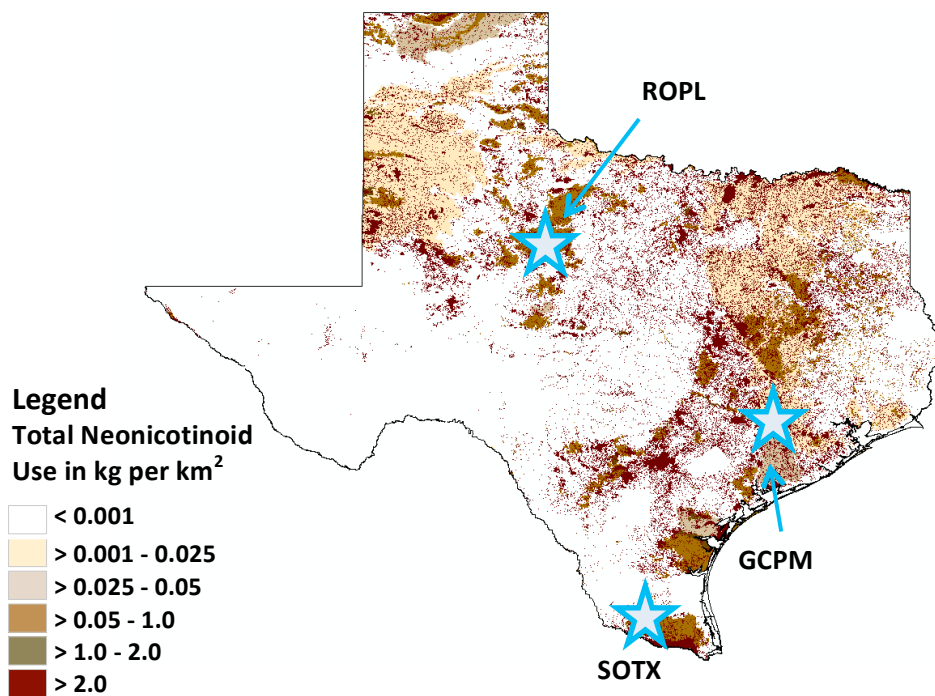 ROPL
Legend
Total Neonicotinoid
Use in kg per km²
< 0.001
> 0.001 - 0.025
> 0.025 - 0.05
> 0.05 - 1.0
> 1.0 - 2.0
> 2.0
GCPM
SOTX